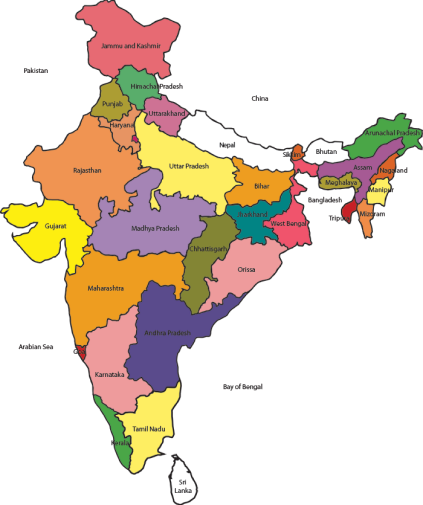 Jammu and Kashmir
Pakistan
Himachal Pradesh
China
Punjab
Uttarakhand
Haryana
Arunachal Pradesh
Nepal
Bhutan
Sikkim
Rajasthan
Uttar Pradesh
Assam
Nagaland
Bihar
Meghalaya
Manipur
Bangladesh
Jharkhand
Gujarat
Madhya Pradesh
West Bengal
Tripura
Mizoram
Chhattisgarh
Orissa
Maharashtra
Andhra Pradesh
Arabian Sea
Karnataka
Bay of Bengal
Tamil Nadu
Kerala
Sri
Lanka